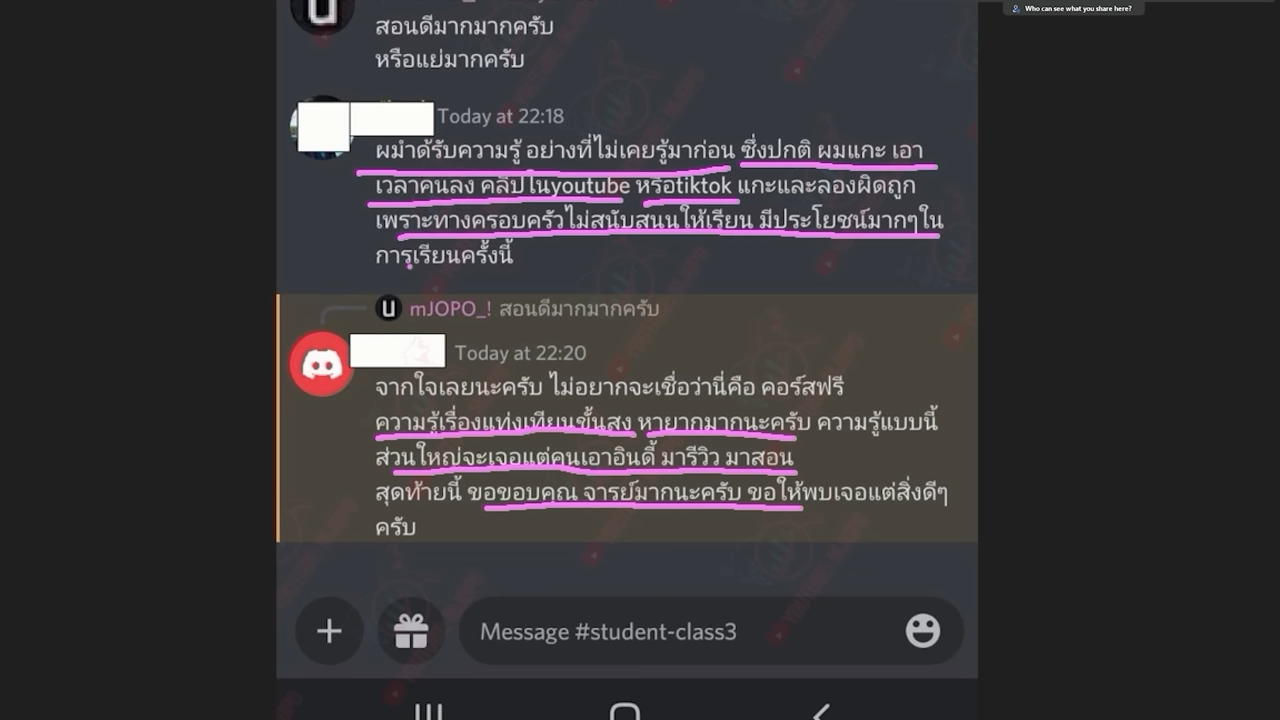 Who can see what you share here?
สอนดีมากมากครับ
หรือแย่มากครับ
Today at 22:18
ผมำด้รับความรู้ อย่างที่ไม่เคยรู้มาก่อน ซึ่งปกติ ผมแกะ เอา
เวลาคนลง คลิปในyoutube หรือtiktok แกะและลองผิดถูก
เพราะทางครอบครัวไม่สนับสนนให้เรียน มีประโยชน์มากๆใน
การเรียนครั้งนี้
mJOPO_! สอนดีมากมากครับ
Today at 22:20
จากใจเลยนะครับ ไม่อยากจะเชื่อว่านี่คือ คอร์สฟรี
ความรู้เรื่องแท่งเทียนขั้นสูง หายากมากนะครับ ความรู้แบบนี้
ส่วนใหญ่จะเจอแต่คนเอาอินดี้ มารีวิว มาสอน
สุดท้ายนี้ ขอขอบคุณ จารย์มากนะครับ ขอให้พบเจอแต่สิ่งดีๆ
ครับ
Message #student-class3